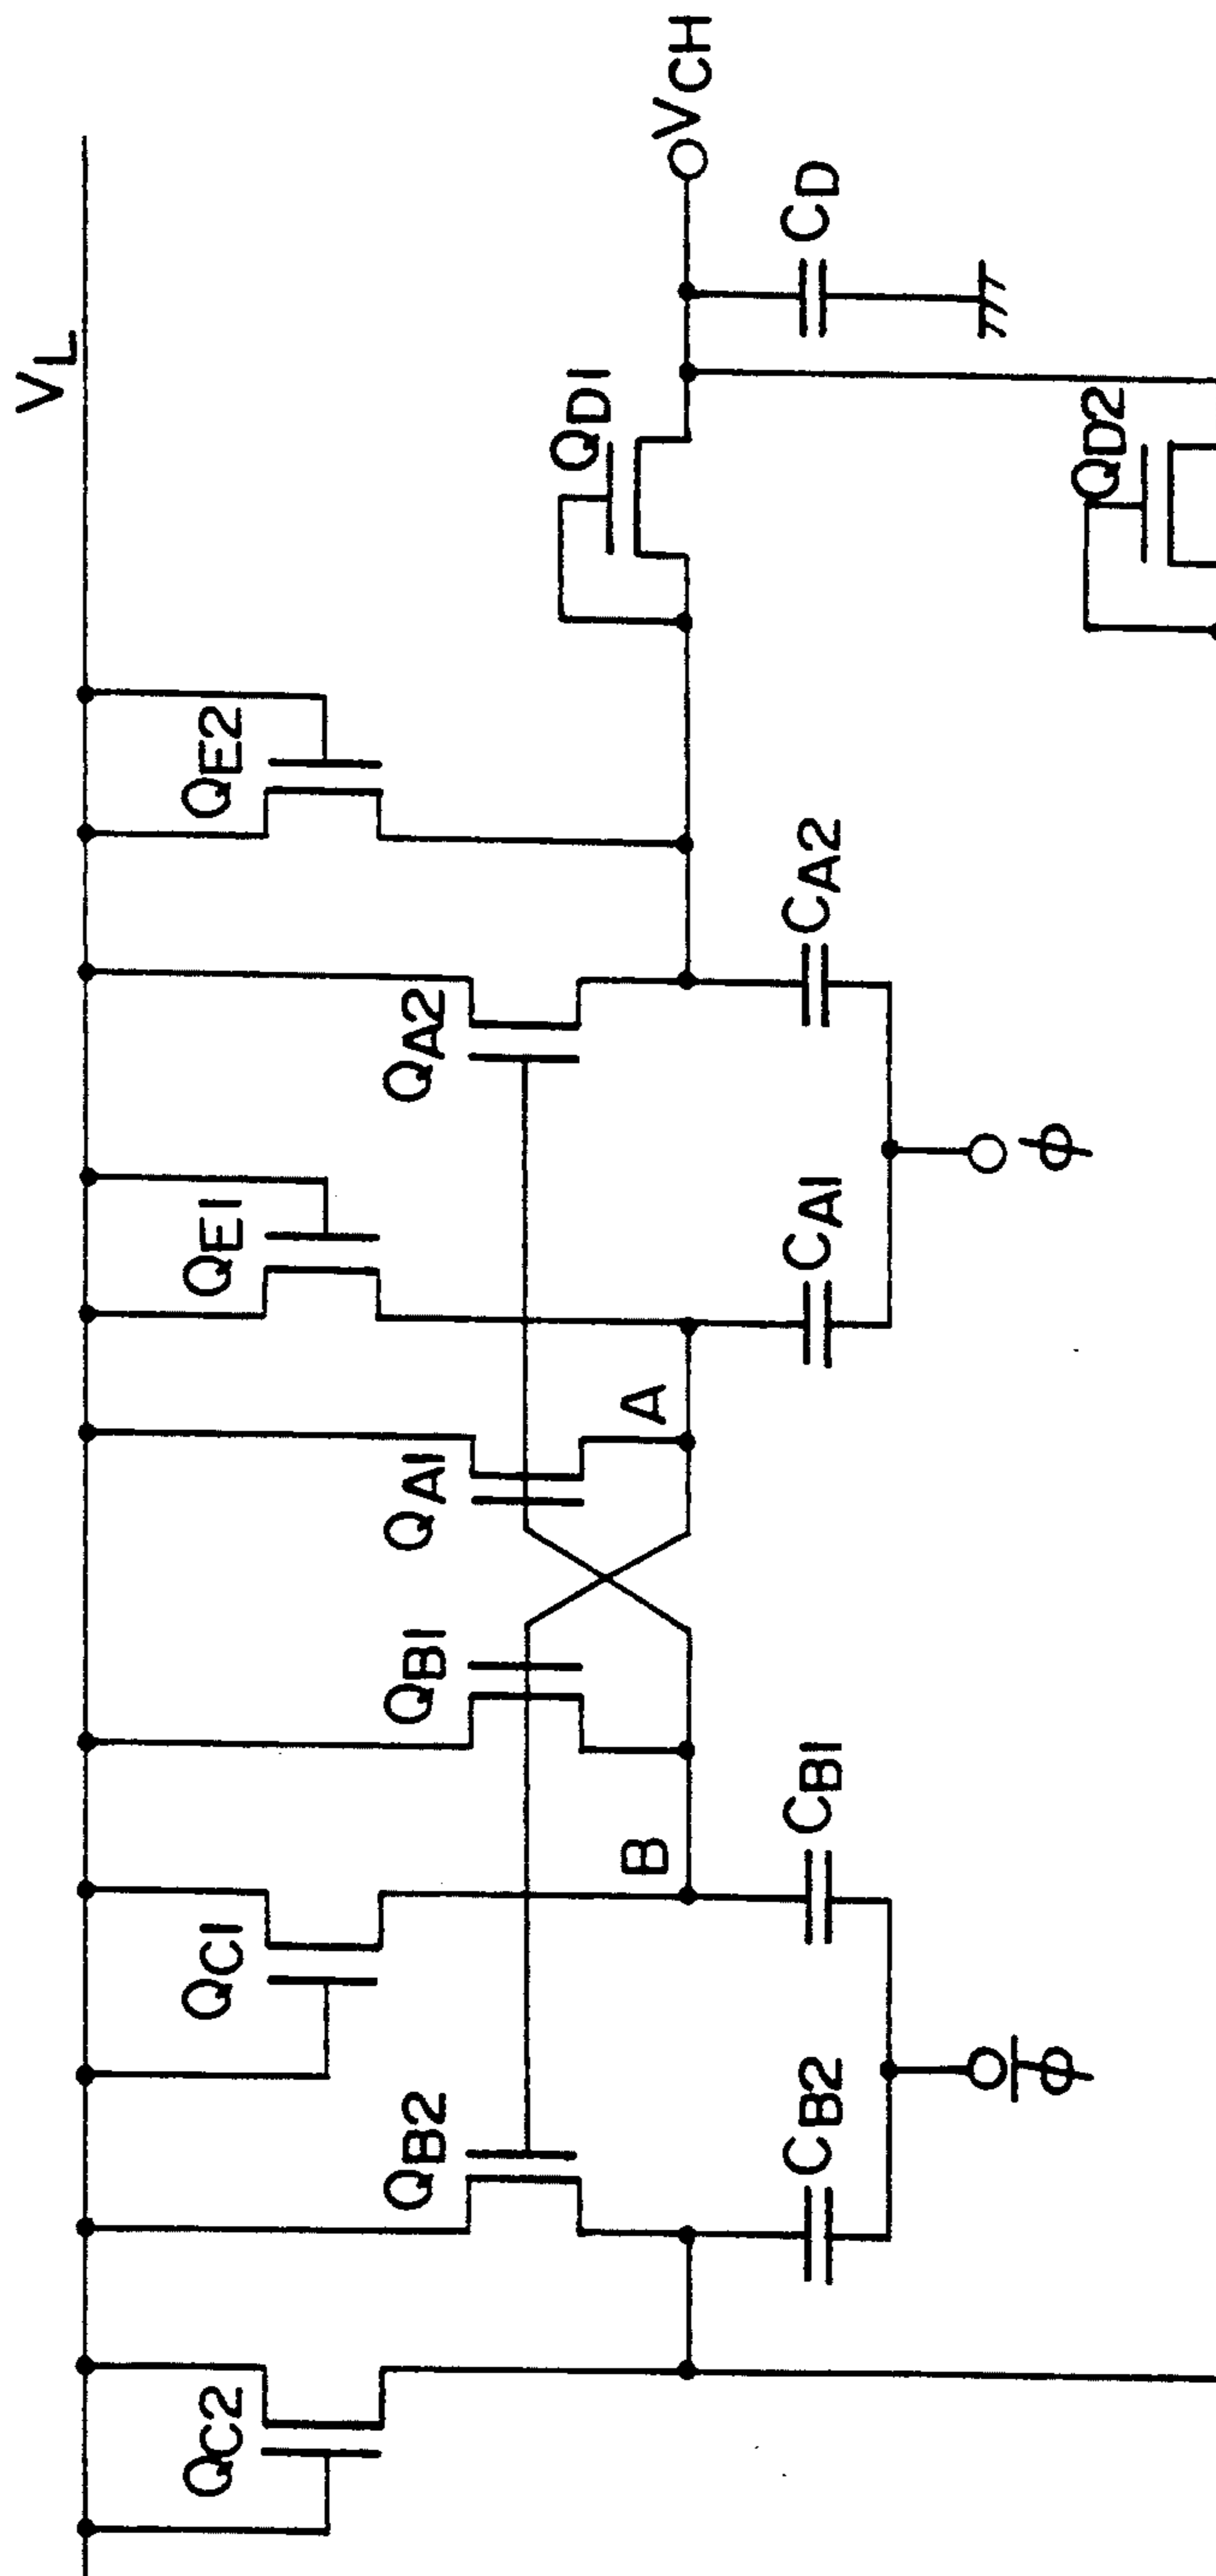 VL
QC2
QC1
QE1
QE2
QB2
QB1
QA1
QA2
QD1
VCH
B
A
CB2
CB1
CA1
CA2
CD
φ̅
φ
QD2